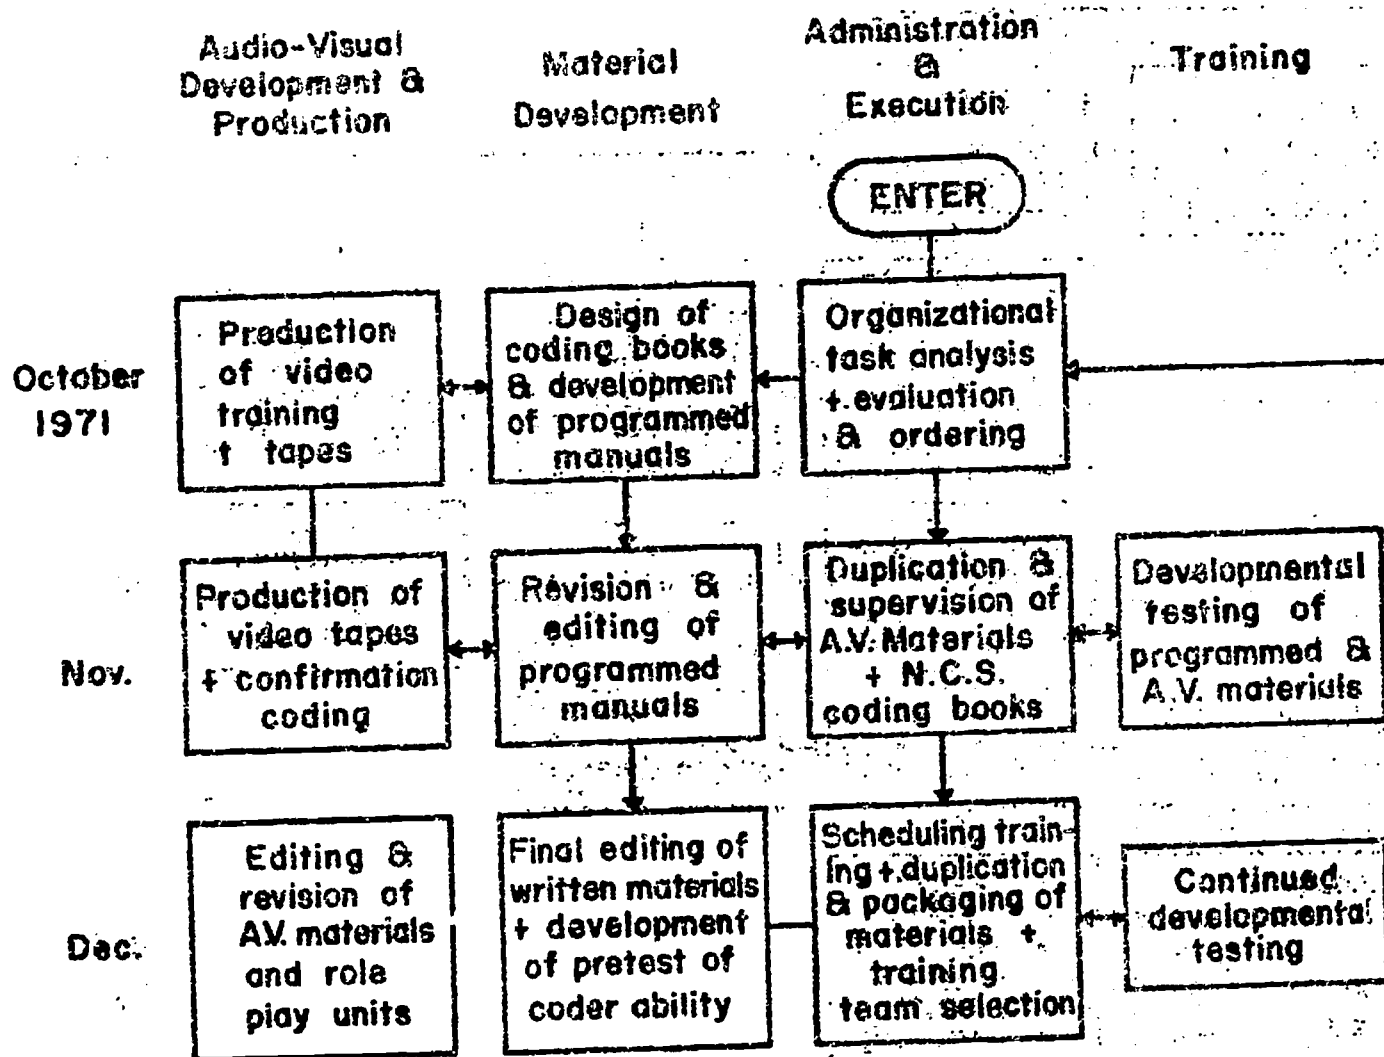 Audio-Visual
Development &
Production
Material
Development
Administration
&
Execution
Training
ENTER
October
1971
Production
of video
training
+ tapes
Design of
coding books
& development
of programmed
manuals
Organizational
task analysis
+ evaluation
& ordering
Nov.
Production of
video tapes
+ confirmation
coding
Revision &
editing of
programmed
manuals
Duplication &
supervision of
A.V. Materials
+ N.C.S.
coding books
Developmental
testing of
programmed &
A.V. materials
Dec.
Editing &
revision of
A.V. materials
and role
play units
Final editing of
written materials
+ development
of pretest of
coder ability
Scheduling train-
ing + duplication
& packaging of
materials +
training
team selection
Continued
developmental
testing